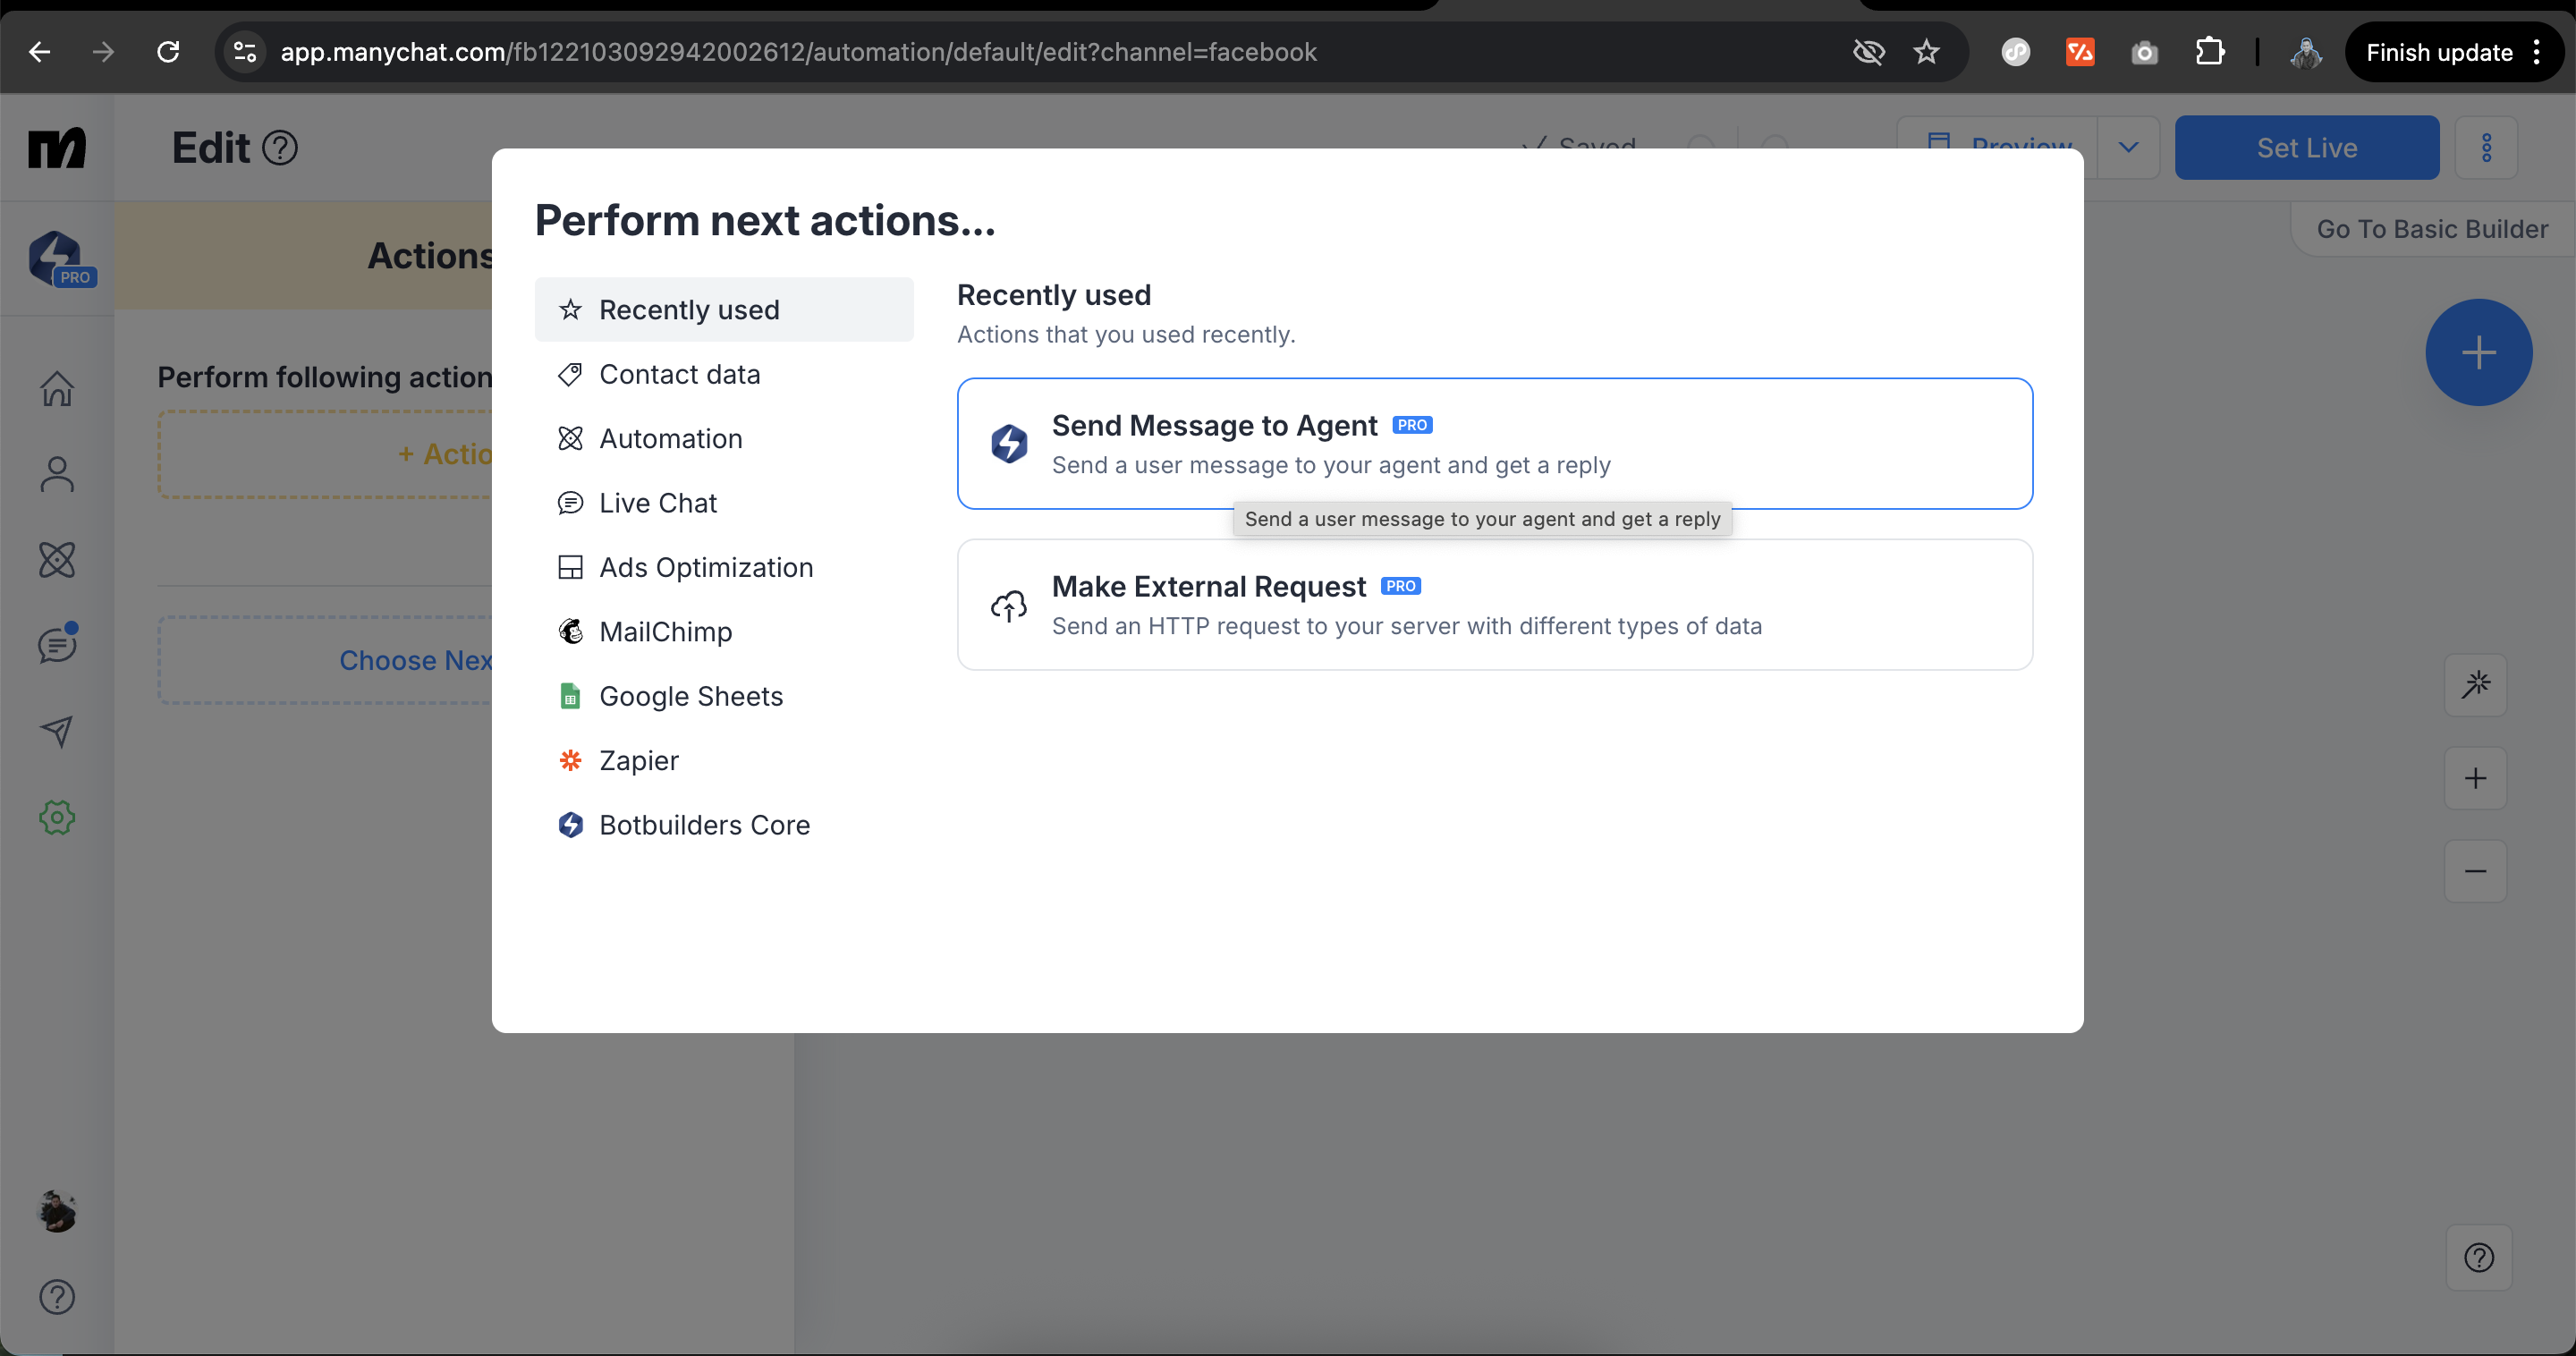 app.manychat.com/fb122103092942002612/automation/default/edit?channel=facebook
Finish update
Edit
Saved
Preview
Set Live
Go To Basic Builder
PRO
Actions
Perform following action
+ Actio
Choose Nex
Perform next actions...
Recently used
Contact data
Automation
Live Chat
Ads Optimization
MailChimp
Google Sheets
Zapier
Botbuilders Core
Recently used
Actions that you used recently.
Send Message to Agent PRO
Send a user message to your agent and get a reply
Send a user message to your agent and get a reply
Make External Request PRO
Send an HTTP request to your server with different types of data